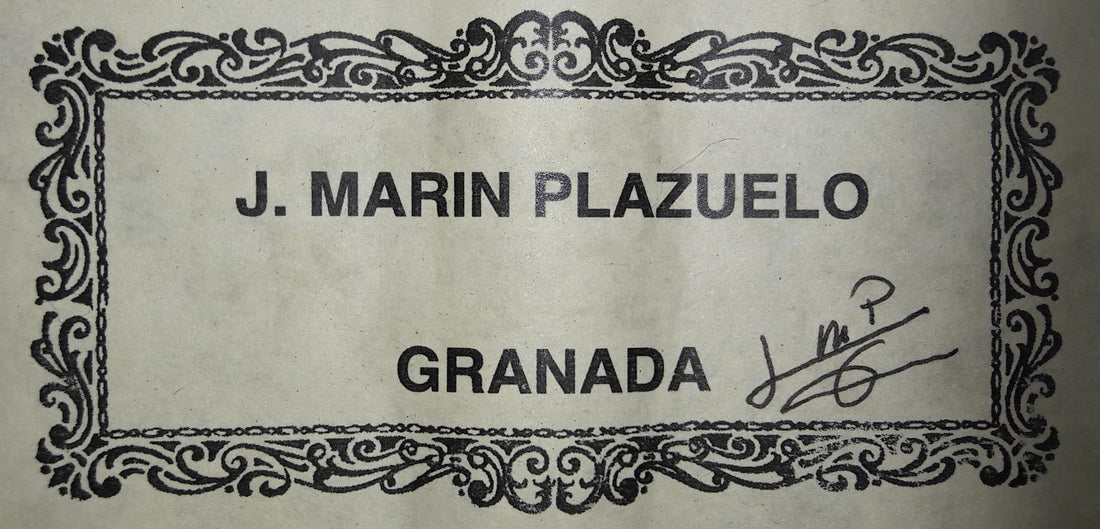 J. MARIN PLAZUELO
GRANADA
J m P